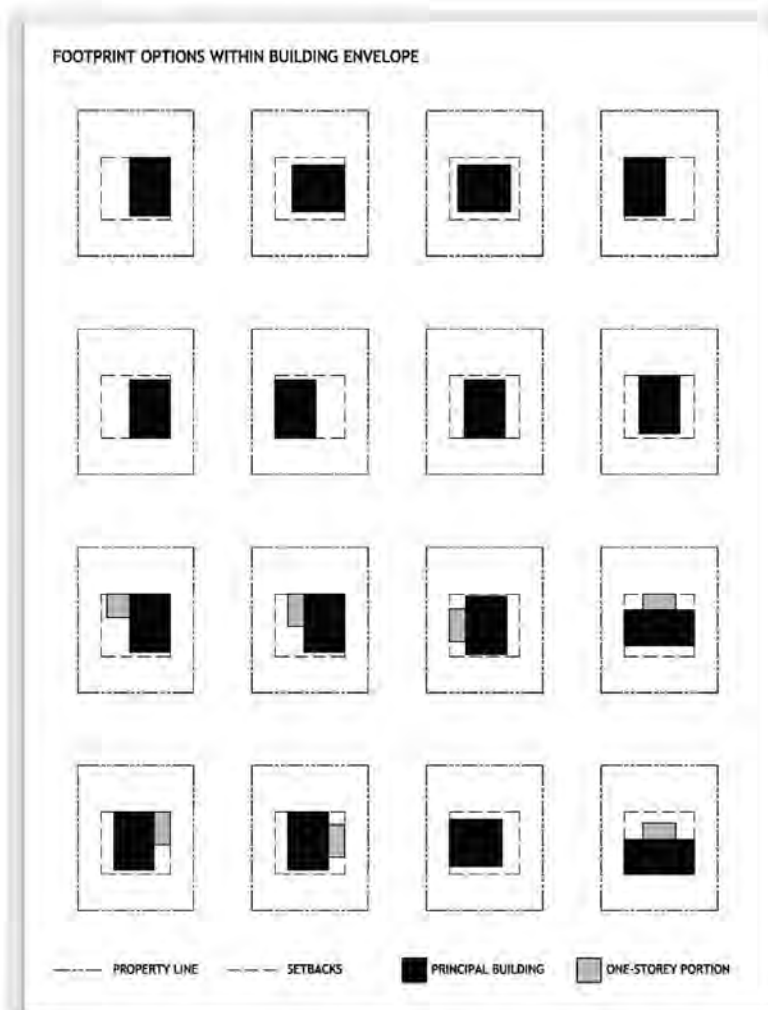 FOOTPRINT OPTIONS WITHIN BUILDING ENVELOPE
PROPERTY LINE
SETBACKS
PRINCIPAL BUILDING
ONE-STOREY PORTION